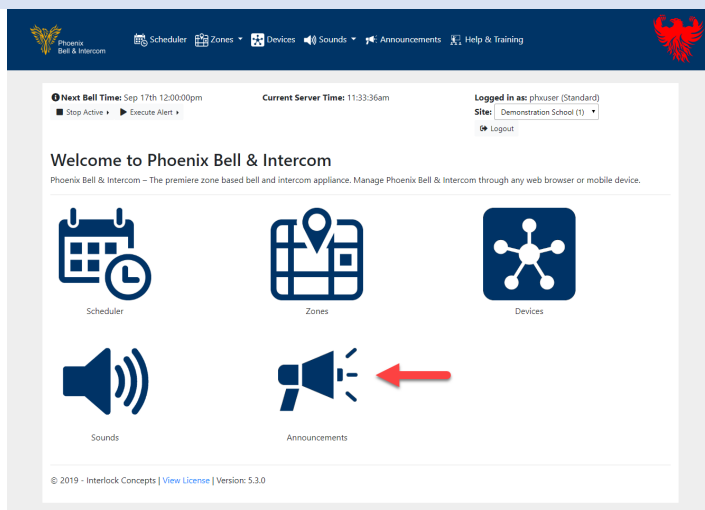 Phoenix
Bell & Intercom
Scheduler Zones Devices Sounds Announcements Help & Training
Next Bell Time: Sep 17th 12:00:00pm Current Server Time: 11:33:36am Logged in as: phxuser (Standard)
Stop Active Execute Alert Site: Demonstration School (1)
Logout
Welcome to Phoenix Bell & Intercom
Phoenix Bell & Intercom – The premiere zone based bell and intercom appliance. Manage Phoenix Bell & Intercom through any web browser or mobile device.
Scheduler Zones Devices
Sounds Announcements
© 2019 - Interlock Concepts | View License | Version: 5.3.0